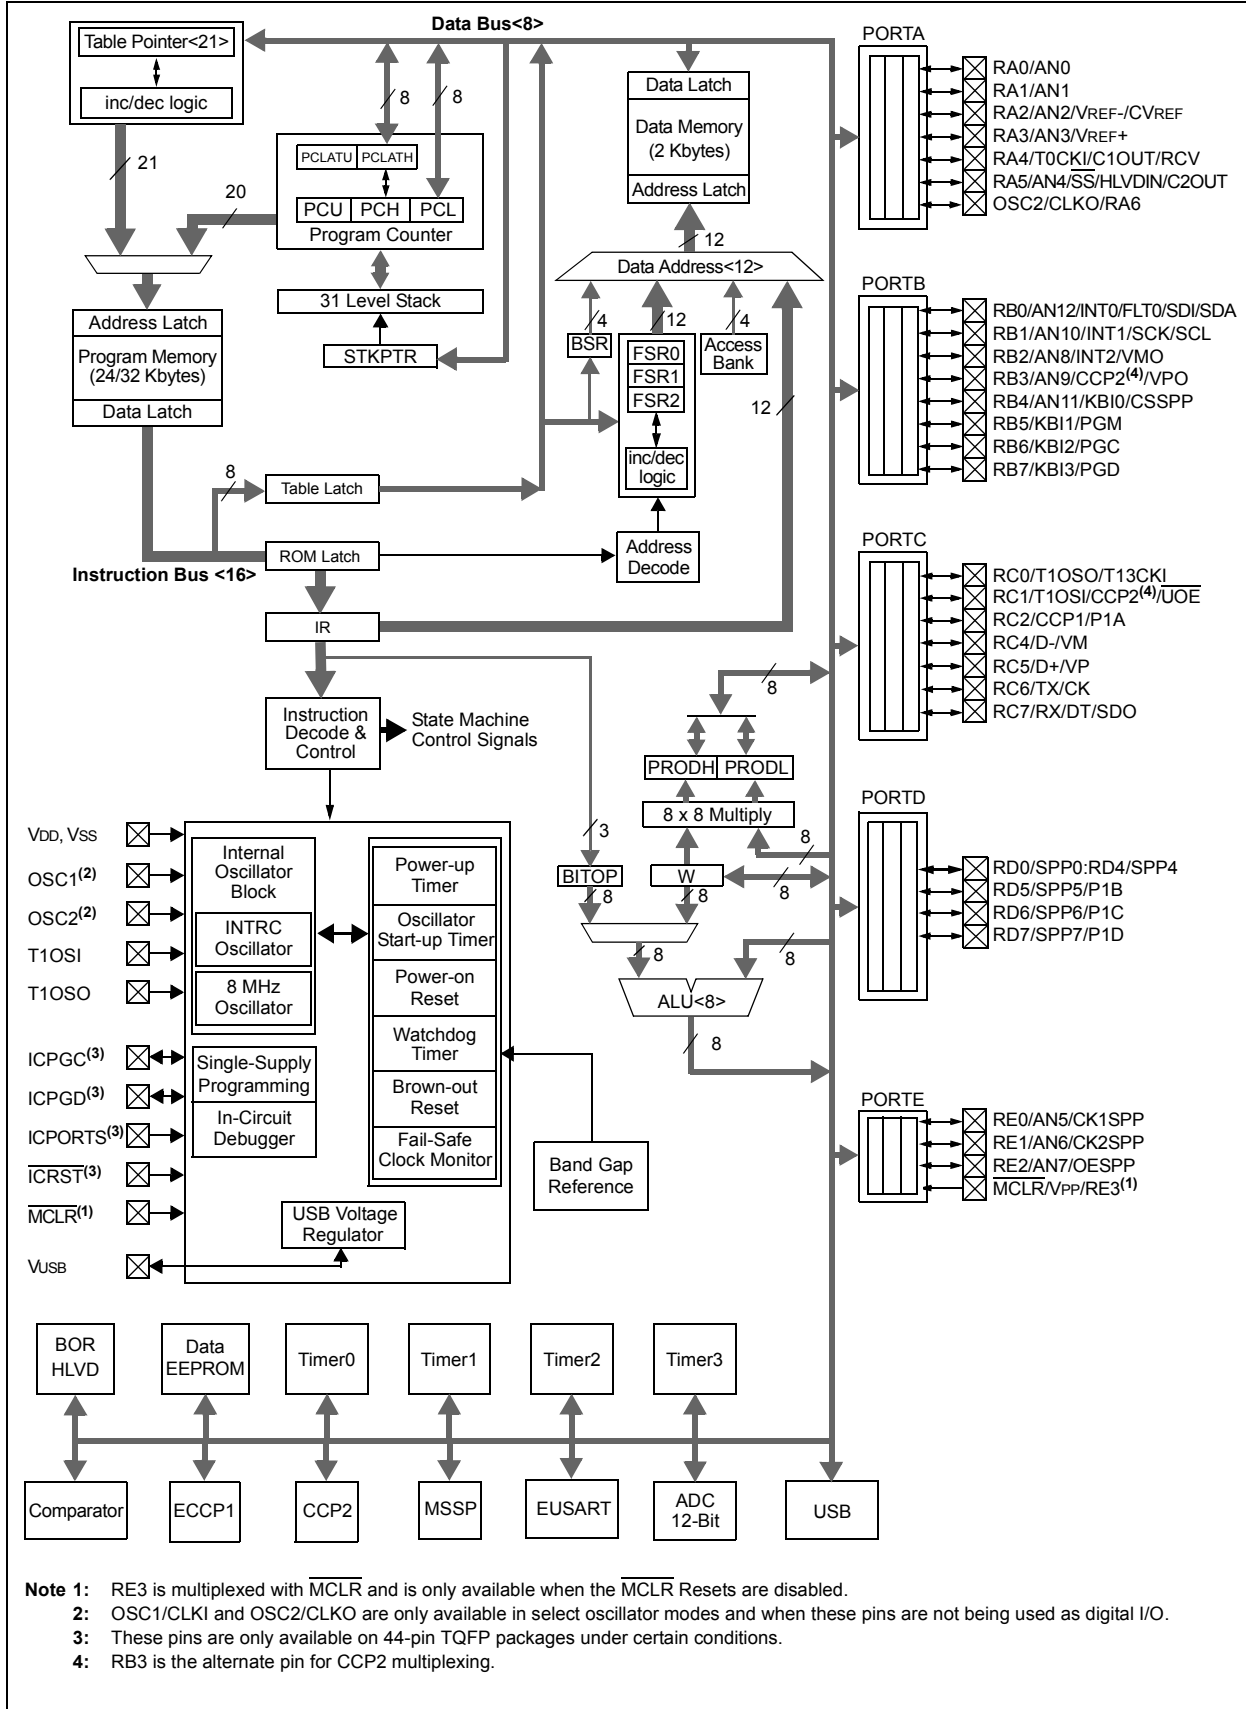 Data Bus<8>
Table Pointer<21>
inc/dec logic
21
20
8
8
PCLATU PCLATH
PCU PCH PCL
Program Counter
31 Level Stack
STKPTR
Address Latch
Program Memory
(24/32 Kbytes)
Data Latch
8
Table Latch
ROM Latch
Instruction Bus <16>
IR
Data Latch
Data Memory
(2 Kbytes)
Address Latch
12
Data Address<12>
4
12
4
BSR
FSR0
FSR1
FSR2
inc/dec
logic
Access
Bank
12
Address
Decode
Instruction
Decode &
Control
State Machine
Control Signals
8
PRODH PRODL
8 x 8 Multiply
3
8
BITOP
W
8
8
8
8
8
ALU<8>
8
VDD, VSS
OSC1(2)
OSC2(2)
T1OSI
T1OSO
ICPGC(3)
ICPGD(3)
ICPORTS(3)
ICRST(3)
MCLR(1)
VUSB
Internal
Oscillator
Block
INTRC
Oscillator
8 MHz
Oscillator
Single-Supply
Programming
In-Circuit
Debugger
Power-up
Timer
Oscillator
Start-up Timer
Power-on
Reset
Watchdog
Timer
Brown-out
Reset
Fail-Safe
Clock Monitor
USB Voltage
Regulator
Band Gap
Reference
PORTA
RA0/AN0
RA1/AN1
RA2/AN2/VREF-/CVREF
RA3/AN3/VREF+
RA4/T0CKI/C1OUT/RCV
RA5/AN4/SS/HLVDIN/C2OUT
OSC2/CLKO/RA6
PORTB
RB0/AN12/INT0/FLT0/SDI/SDA
RB1/AN10/INT1/SCK/SCL
RB2/AN8/INT2/VMO
RB3/AN9/CCP2(4)/VPO
RB4/AN11/KBI0/CSSPP
RB5/KBI1/PGM
RB6/KBI2/PGC
RB7/KBI3/PGD
PORTC
RC0/T1OSO/T13CKI
RC1/T1OSI/CCP2(4)/UOE
RC2/CCP1/P1A
RC4/D-/VM
RC5/D+/VP
RC6/TX/CK
RC7/RX/DT/SDO
PORTD
RD0/SPP0:RD4/SPP4
RD5/SPP5/P1B
RD6/SPP6/P1C
RD7/SPP7/P1D
PORTE
RE0/AN5/CK1SPP
RE1/AN6/CK2SPP
RE2/AN7/OESPP
MCLR/VPP/RE3(1)
BOR
HLVD
Data
EEPROM
Timer0
Timer1
Timer2
Timer3
Comparator
ECCP1
CCP2
MSSP
EUSART
ADC
12-Bit
USB
Note 1: RE3 is multiplexed with MCLR and is only available when the MCLR Resets are disabled.
2: OSC1/CLKI and OSC2/CLKO are only available in select oscillator modes and when these pins are not being used as digital I/O.
3: These pins are only available on 44-pin TQFP packages under certain conditions.
4: RB3 is the alternate pin for CCP2 multiplexing.